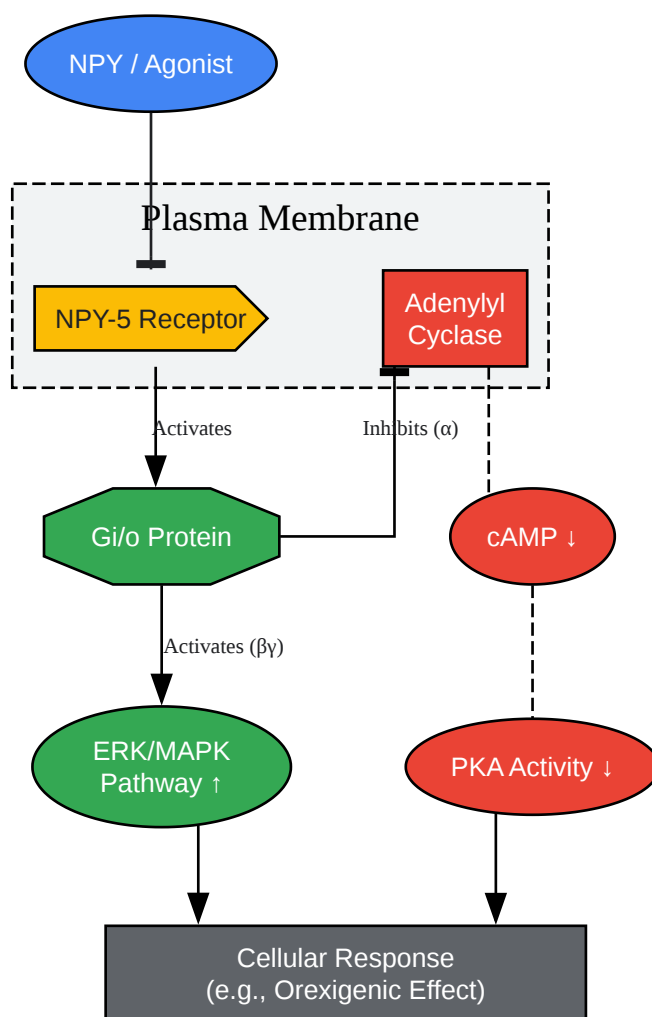 NPY / Agonist
Plasma Membrane
NPY-5 Receptor
Adenylyl
Cyclase
Activates
Inhibits (α)
Gi/o Protein
cAMP ↓
Activates (βγ)
ERK/MAPK
Pathway ↑
PKA Activity ↓
Cellular Response
(e.g., Orexigenic Effect)